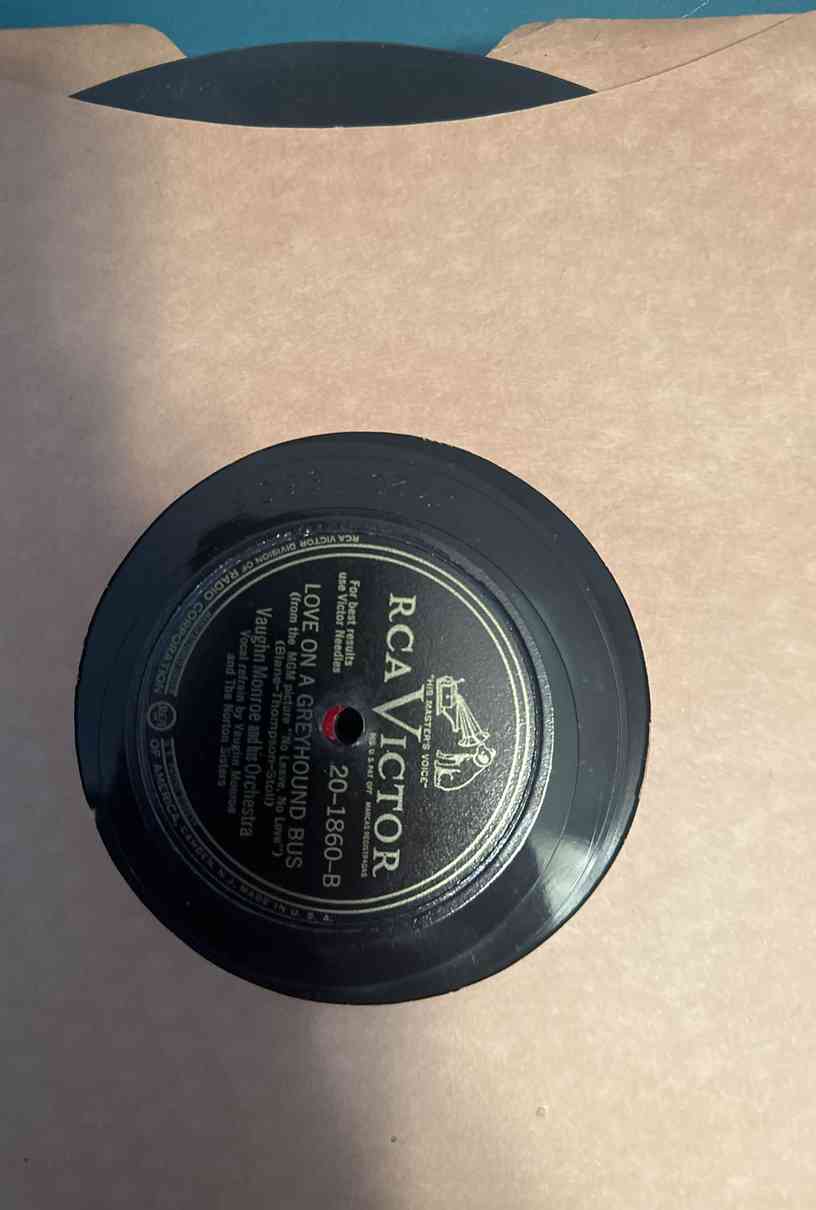 "HIS MASTER'S VOICE"
RCA VICTOR
REG. U.S. PAT. OFF. MARCAS REGISTRADAS
For best results
use Victor Needles
20-1860-B
LOVE ON A GREYHOUND BUS
(from the MGM picture "No Leave, No Love")
(Blane-Thompson-Stoll)
Vaughn Monroe and his Orchestra
Vocal refrain by Vaughn Monroe
and The Norton Sisters
RCA VICTOR DIVISION OF RADIO CORPORATION
OF AMERICA, CAMDEN, N.J. MADE IN U.S.A.